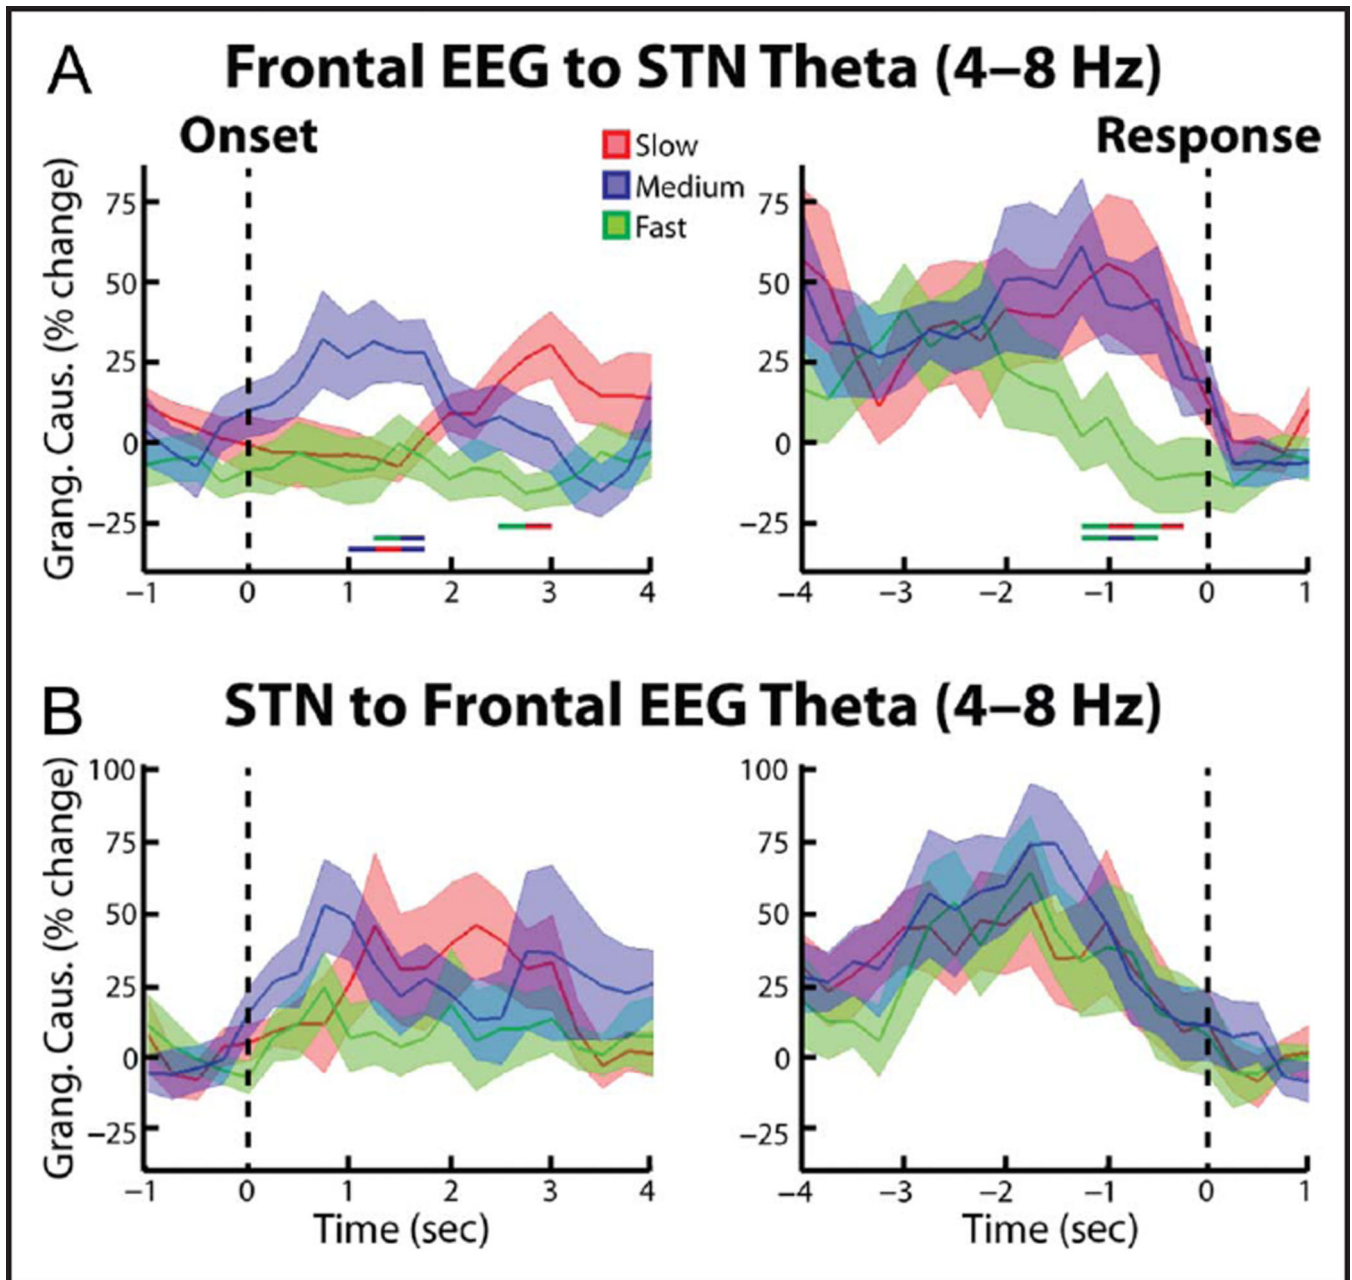 A
Frontal EEG to STN Theta (4–8 Hz)
Onset
Response
Slow
Medium
Fast
Grang. Caus. (% change)
75
50
25
0
−25
−1 0 1 2 3 4
75
50
25
0
−25
−4 −3 −2 −1 0 1
B
STN to Frontal EEG Theta (4–8 Hz)
Grang. Caus. (% change)
100
75
50
25
0
−25
−1 0 1 2 3 4
Time (sec)
100
75
50
25
0
−25
−4 −3 −2 −1 0 1
Time (sec)